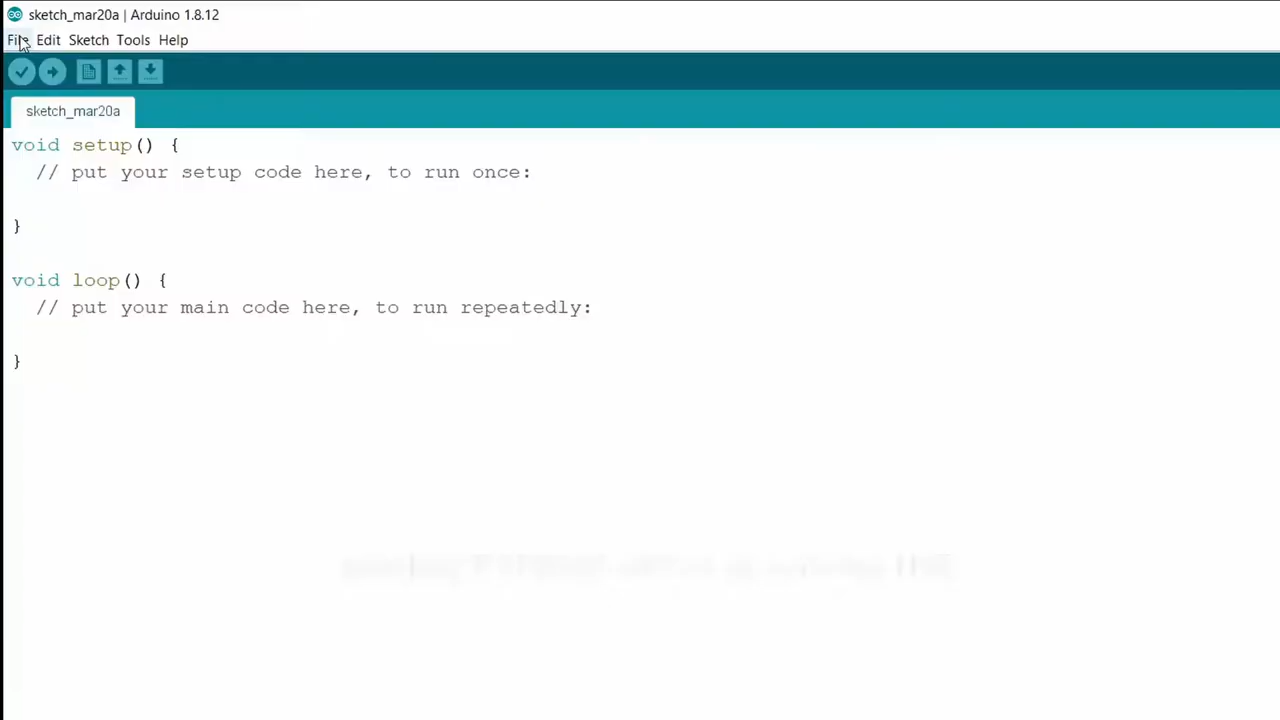 sketch_mar20a | Arduino 1.8.12
File Edit Sketch Tools Help
sketch_mar20a
void setup() {
  // put your setup code here, to run once:
}
void loop() {
  // put your main code here, to run repeatedly:
}